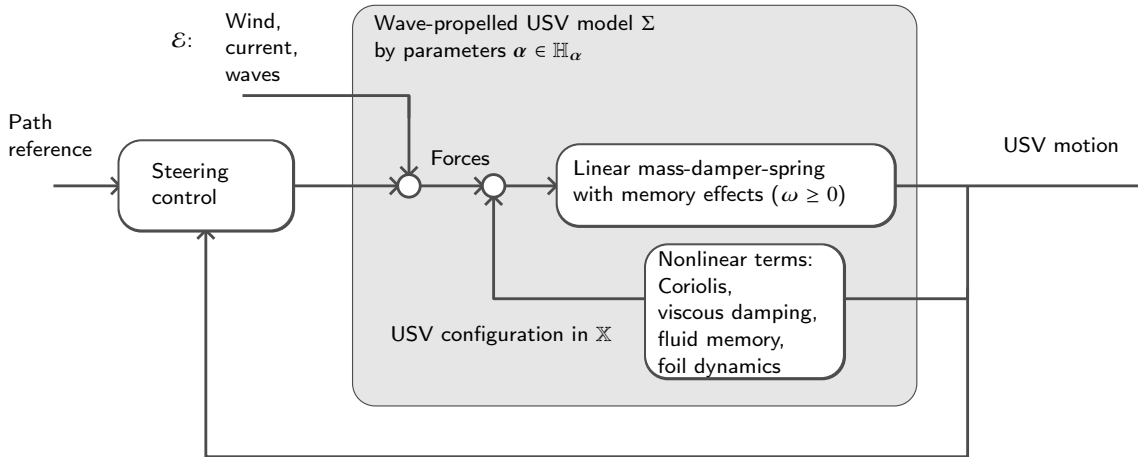 ℰ:
Wind,
current,
waves
Wave-propelled USV model Σ
by parameters α ∈ ℍ_α
Path
reference
Steering
control
Forces
Linear mass-damper-spring
with memory effects (ω ≥ 0)
USV motion
Nonlinear terms:
Coriolis,
viscous damping,
fluid memory,
foil dynamics
USV configuration in 𝕏